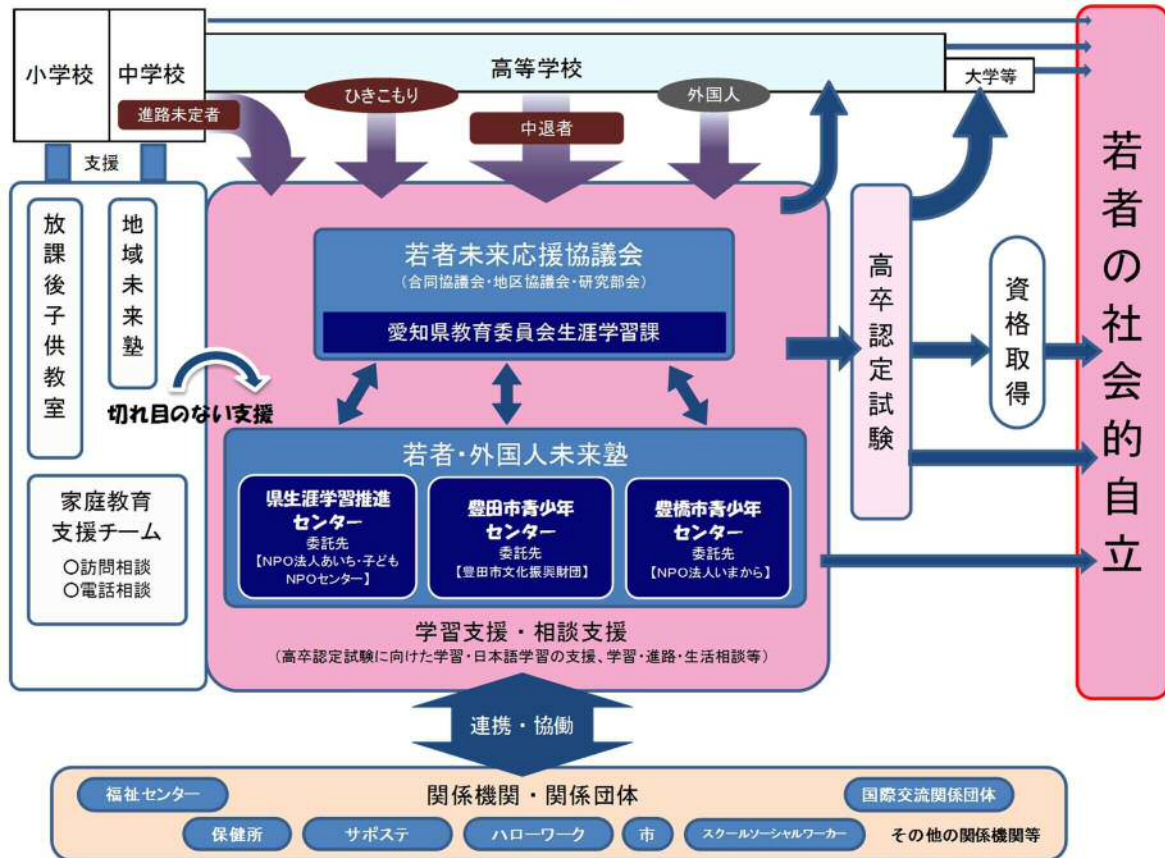 小学校
中学校
高等学校
大学等
進路未定者
ひきこもり
中退者
外国人
支援
放課後子供教室
地域未来塾
切れ目のない支援
家庭教育
支援チーム
○訪問相談
○電話相談
若者未来応援協議会
(合同協議会・地区協議会・研究部会)
愛知県教育委員会生涯学習課
若者・外国人未来塾
県生涯学習推進
センター
委託先
【NPO法人あいち・子ども
NPOセンター】
豊田市青少年
センター
委託先
【豊田市文化振興財団】
豊橋市青少年
センター
委託先
【NPO法人いまから】
学習支援・相談支援
(高卒認定試験に向けた学習・日本語学習の支援、学習・進路・生活相談等)
高卒認定試験
資格取得
若者の社会的自立
連携・協働
関係機関・関係団体
福祉センター
国際交流関係団体
保健所
サポステ
ハローワーク
市
スクールソーシャルワーカー
その他の関係機関等